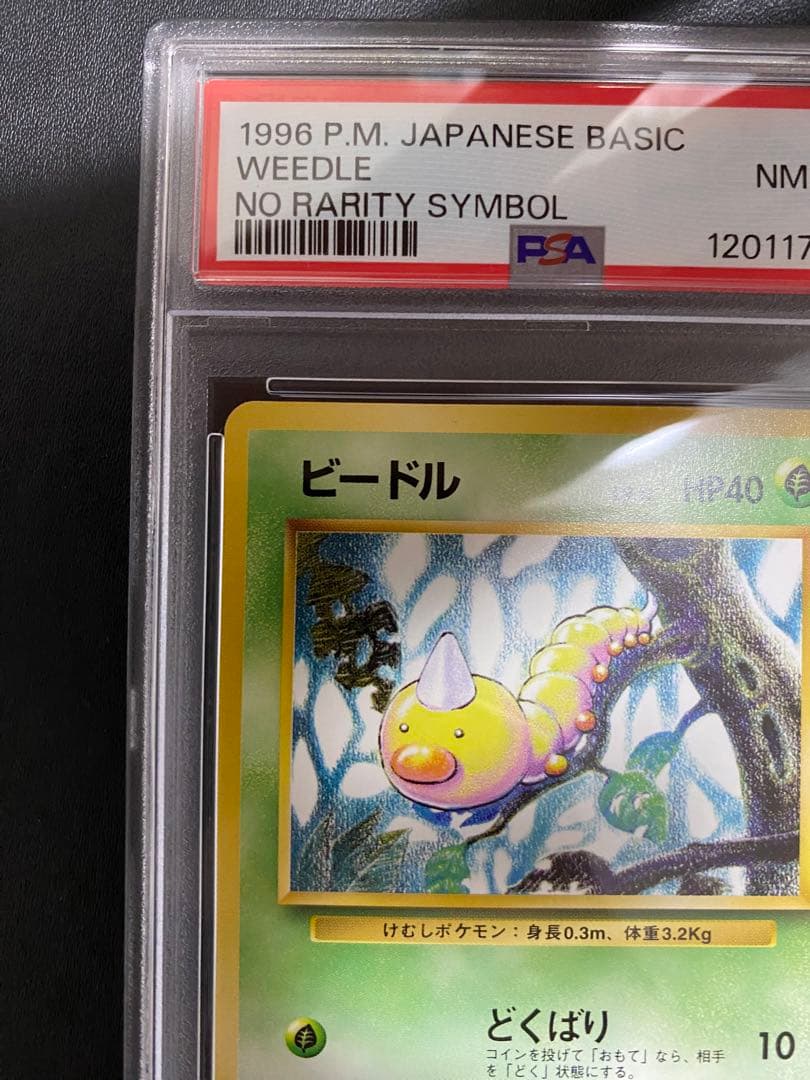 1996 P.M. JAPANESE BASIC
WEEDLE
NM
NO RARITY SYMBOL
PSA
120117
ビードル
HP40
けむしポケモン：身長0.3m、体重3.2Kg
どくばり
10
コインを投げて「おもて」なら、相手
を「どく」状態にする。